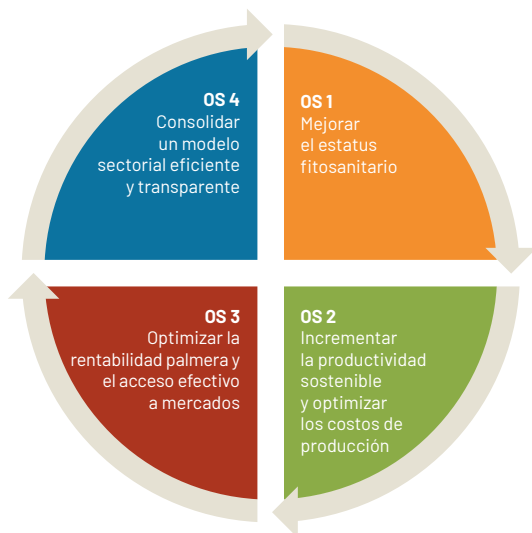 OS 4
Consolidar
un modelo
sectorial eficiente
y transparente
OS 1
Mejorar
el estatus
fitosanitario
OS 3
Optimizar la
rentabilidad palmera y
el acceso efectivo
a mercados
OS 2
Incrementar
la productividad
sostenible
y optimizar
los costos de
producción